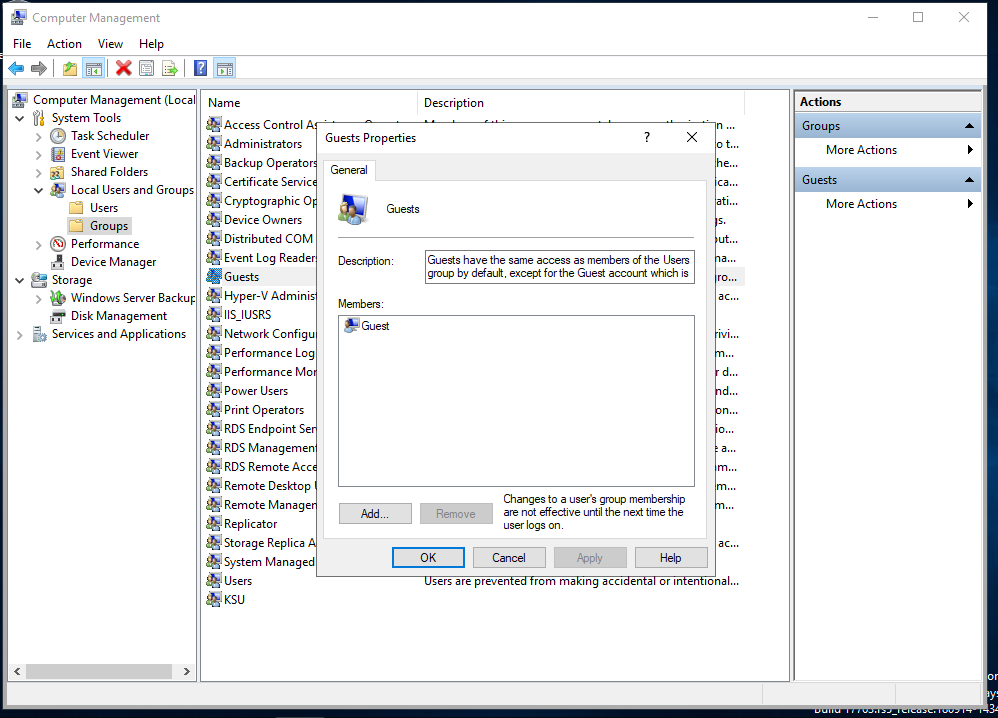 Computer Management
File Action View Help
Computer Management (Local
System Tools
Task Scheduler
Event Viewer
Shared Folders
Local Users and Groups
Users
Groups
Performance
Device Manager
Storage
Windows Server Backup
Disk Management
Services and Applications
Name Description
Access Control As
Administrators
Backup Operators
Certificate Service
Cryptographic Op
Device Owners
Distributed COM
Event Log Readers
Guests
Hyper-V Administ
IIS_IUSRS
Network Configu
Performance Log
Performance Mor
Power Users
Print Operators
RDS Endpoint Ser
RDS Management
RDS Remote Acce
Remote Desktop
Remote Managen
Replicator
Storage Replica A
System Managed
Users Users are prevented from making accidental or intentional...
KSU
Guests Properties ?
General
Guests
Description: Guests have the same access as members of the Users
group by default, except for the Guest account which is
Members:
Guest
Add... Remove
Changes to a user's group membership
are not effective until the next time the
user logs on.
OK Cancel Apply Help
Actions
Groups
More Actions
Guests
More Actions